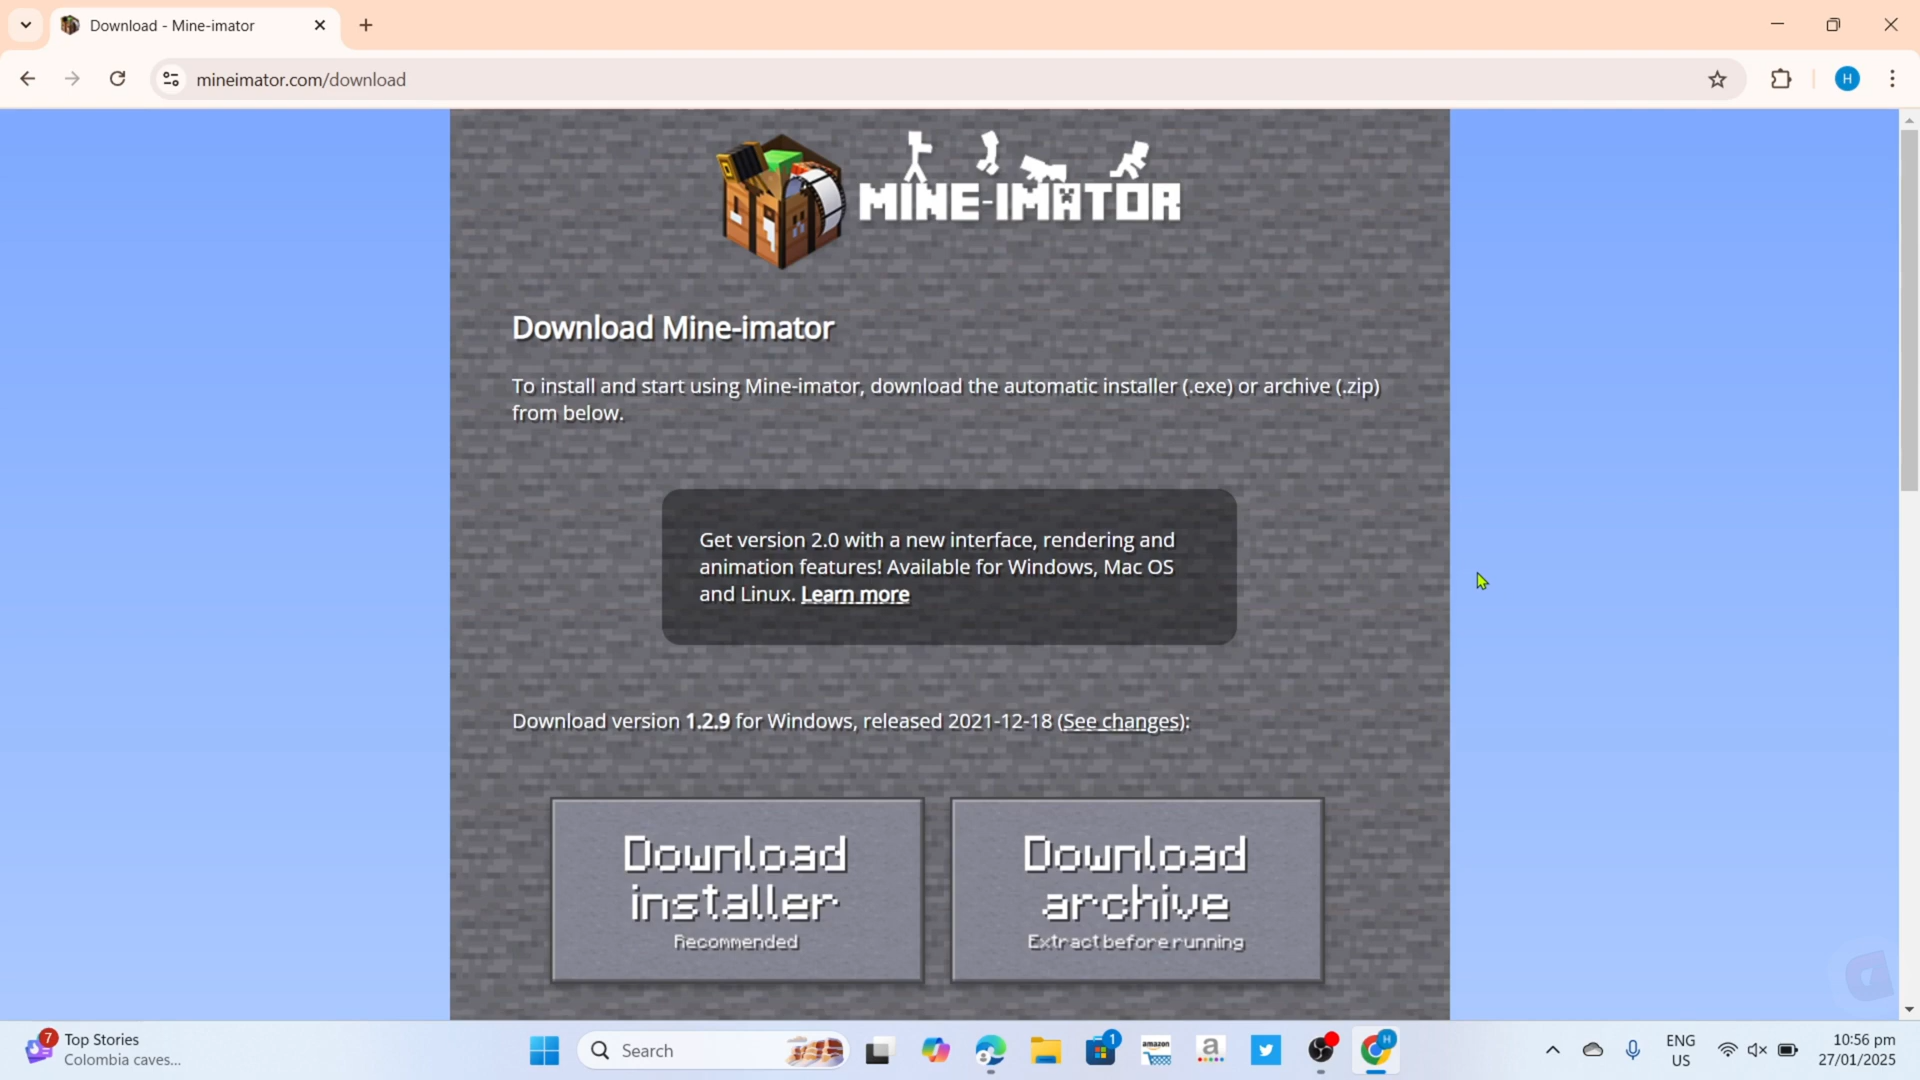 Download - Mine-imator
mineimator.com/download
H
MINE-IMATOR
Download Mine-imator
To install and start using Mine-imator, download the automatic installer (.exe) or archive (.zip)
from below.
Get version 2.0 with a new interface, rendering and
animation features! Available for Windows, Mac OS
and Linux. Learn more
Download version 1.2.9 for Windows, released 2021-12-18 (See changes):
Download
installer
Recommended
Download
archive
Extract before running
7
Top Stories
Colombia caves...
Search
1
amazon
a
H
ENG
US
10:56 pm
27/01/2025